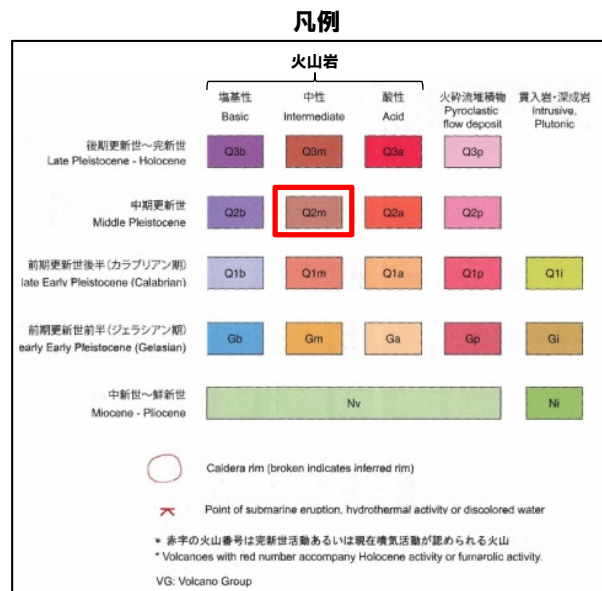 凡例
火山岩
塩基性 中性 酸性 火砕流堆積物 貫入岩・深成岩
Basic Intermediate Acid Pyroclastic flow deposit Intrusive, Plutonic
後期更新世～完新世
Late Pleistocene - Holocene
Q3b Q3m Q3a Q3p
中期更新世
Middle Pleistocene
Q2b Q2m Q2a Q2p
前期更新世後半(カラブリアン期)
late Early Pleistocene (Calabrian)
Q1b Q1m Q1a Q1p Q1i
前期更新世前半(ジェラシアン期)
early Early Pleistocene (Gelasian)
Gb Gm Ga Gp Gi
中新世～鮮新世
Miocene - Pliocene
Nv Ni
Caldera rim (broken indicates inferred rim)
Point of submarine eruption, hydrothermal activity or discolored water
* 赤字の火山番号は完新世活動あるいは現在噴気活動が認められる火山
* Volcanoes with red number accompany Holocene activity or fumarolic activity.
VG: Volcano Group